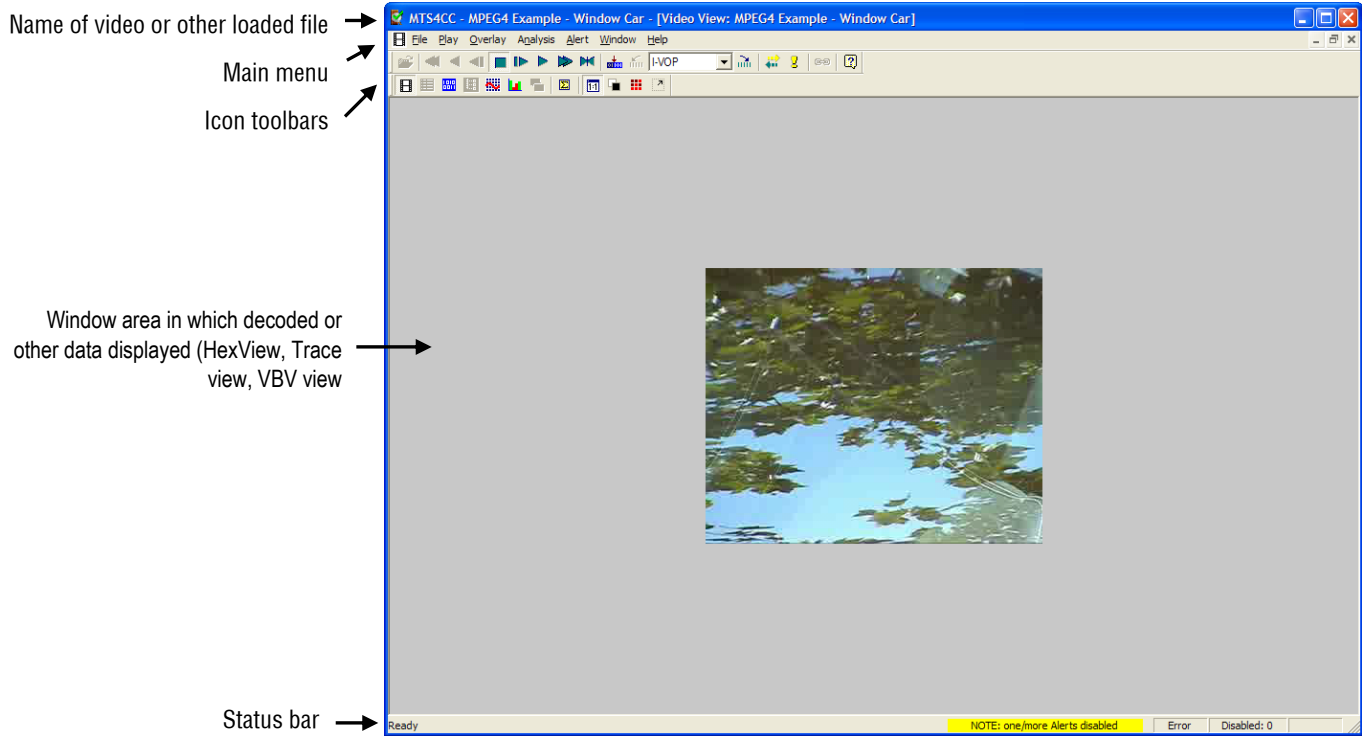 Name of video or other loaded file
MTS4CC - MPEG4 Example - Window Car - [Video View: MPEG4 Example - Window Car]
Main menu
File Play Overlay Analysis Alert Window Help
I-VOP
Icon toolbars
Window area in which decoded or
other data displayed (HexView, Trace
view, VBV view
Status bar
Ready
NOTE: one/more Alerts disabled
Error
Disabled: 0